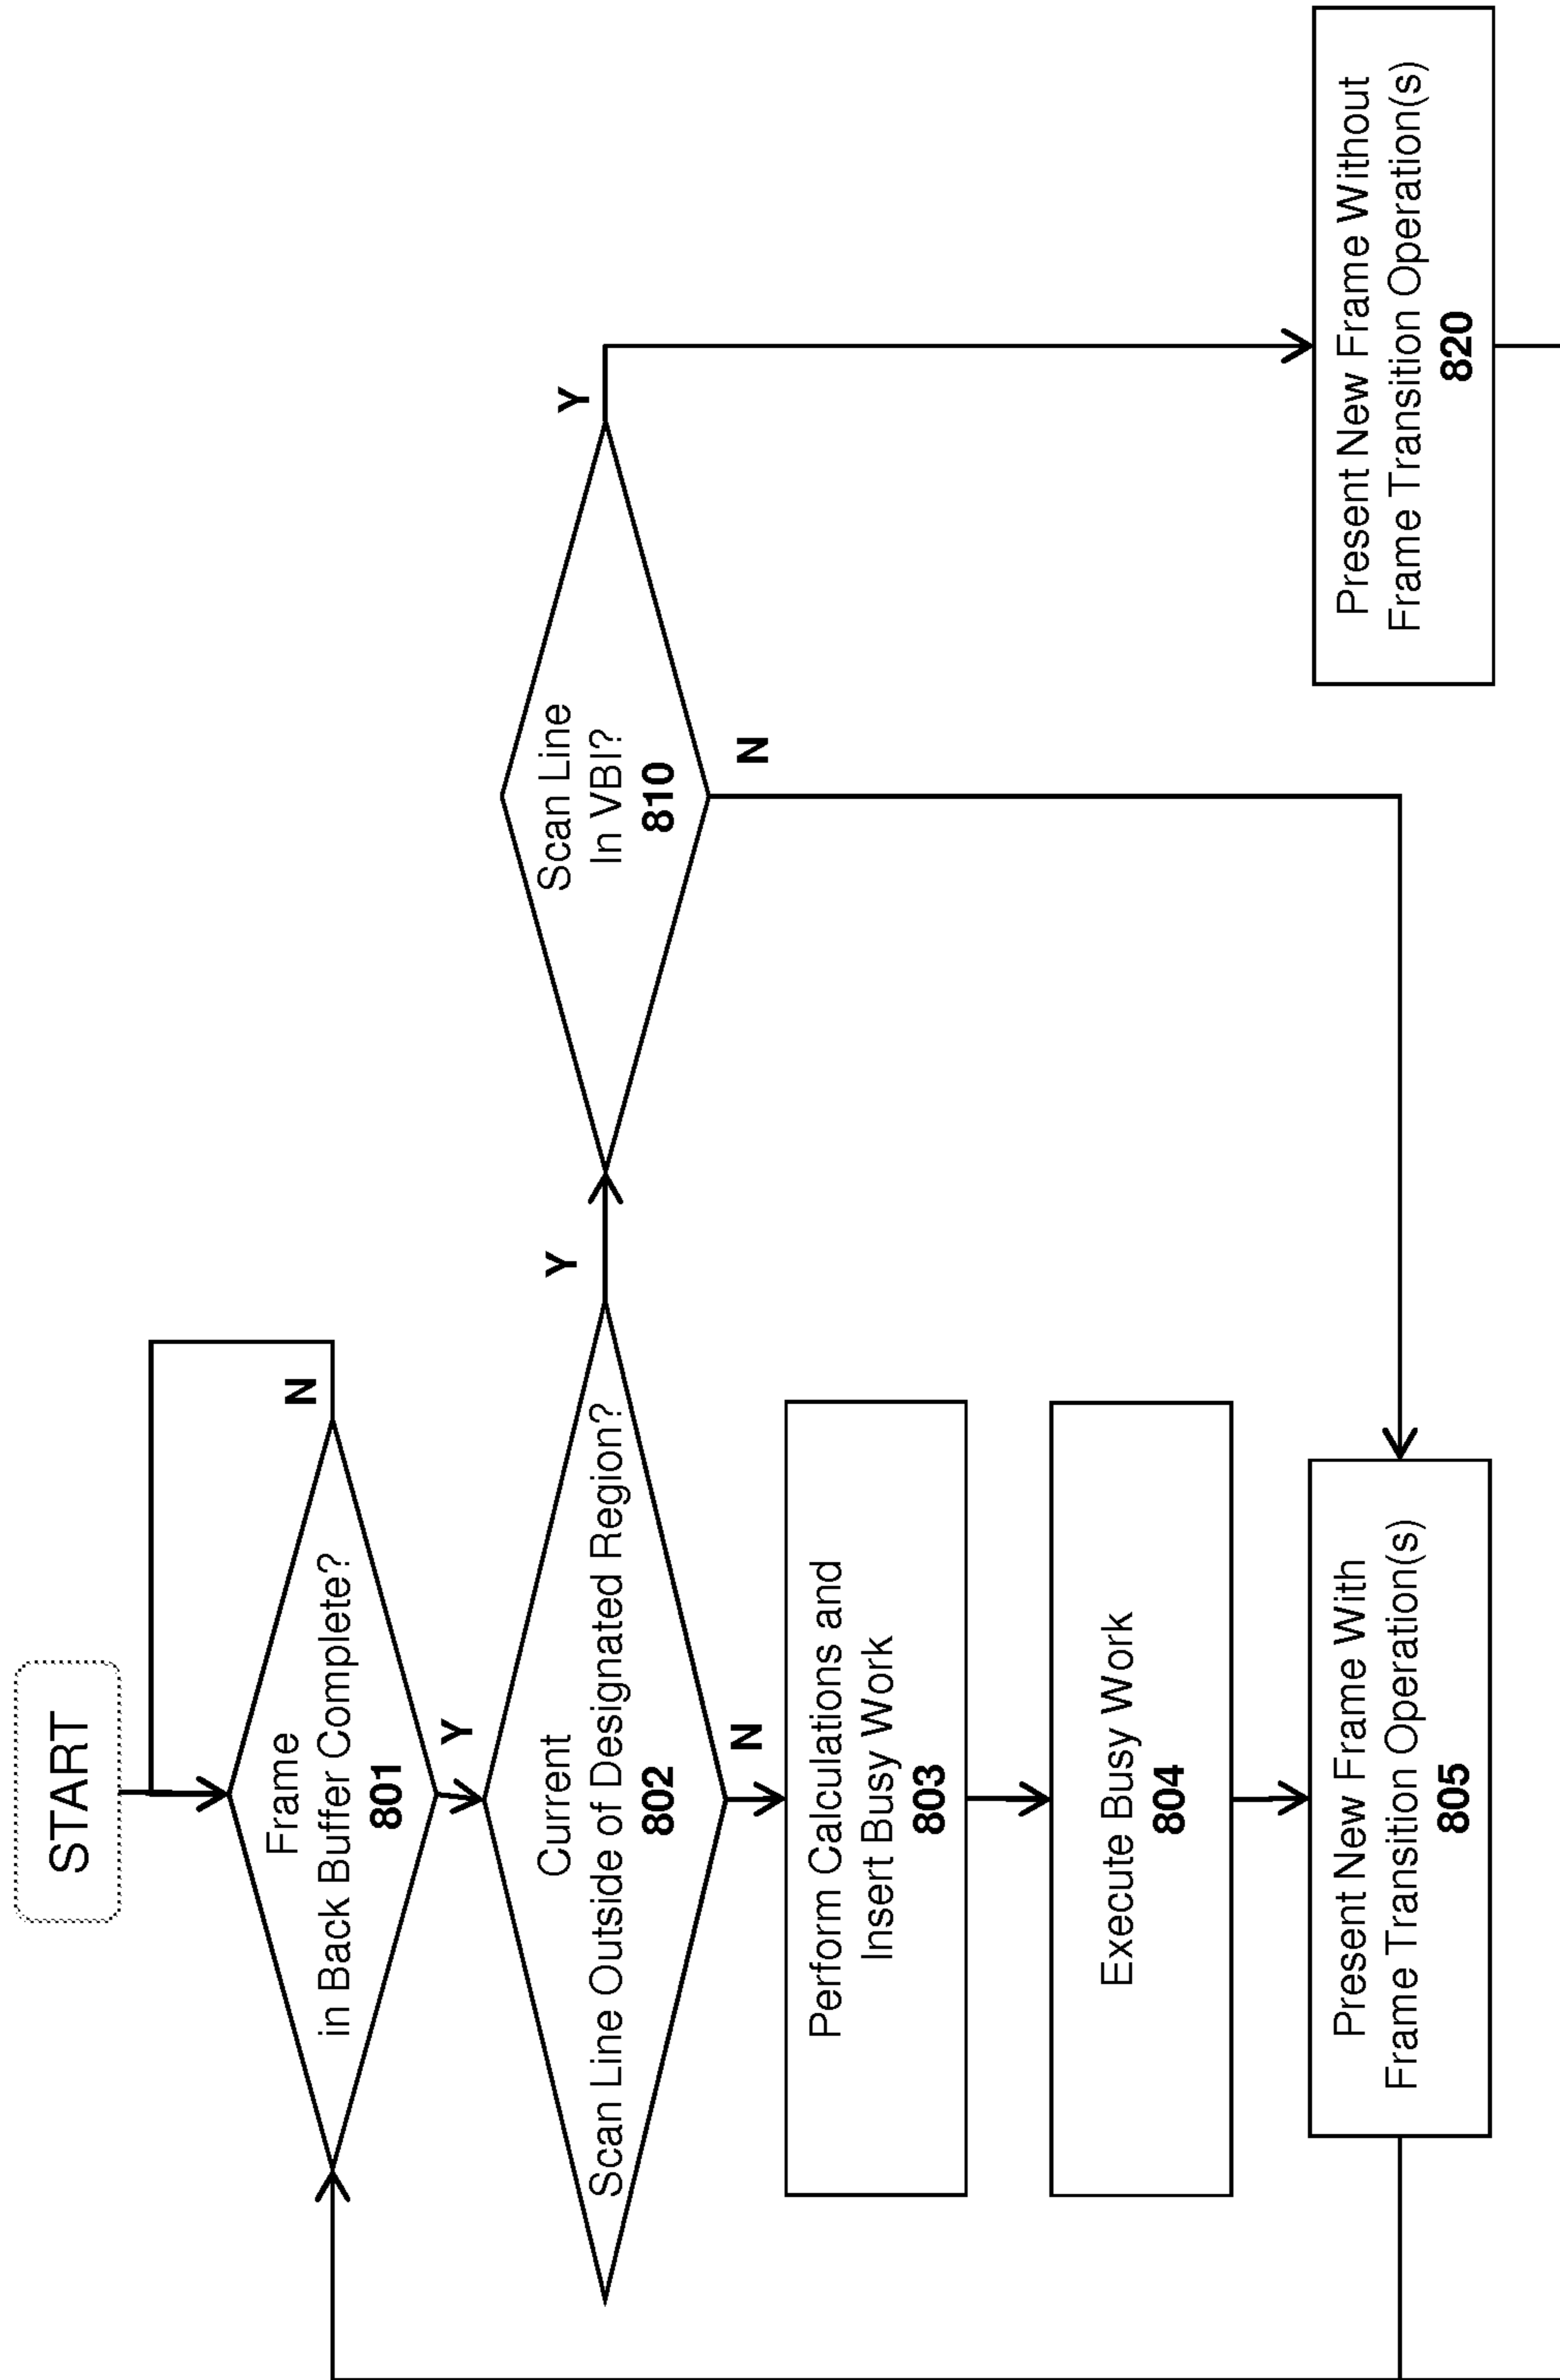 START
Frame
in Back Buffer Complete?
801
N
Y
Current
Scan Line Outside of Designated Region?
802
Y
N
Scan Line
In VBI?
810
Y
N
Perform Calculations and
Insert Busy Work
803
Execute Busy Work
804
Present New Frame With
Frame Transition Operation(s)
805
Present New Frame Without
Frame Transition Operation(s)
820